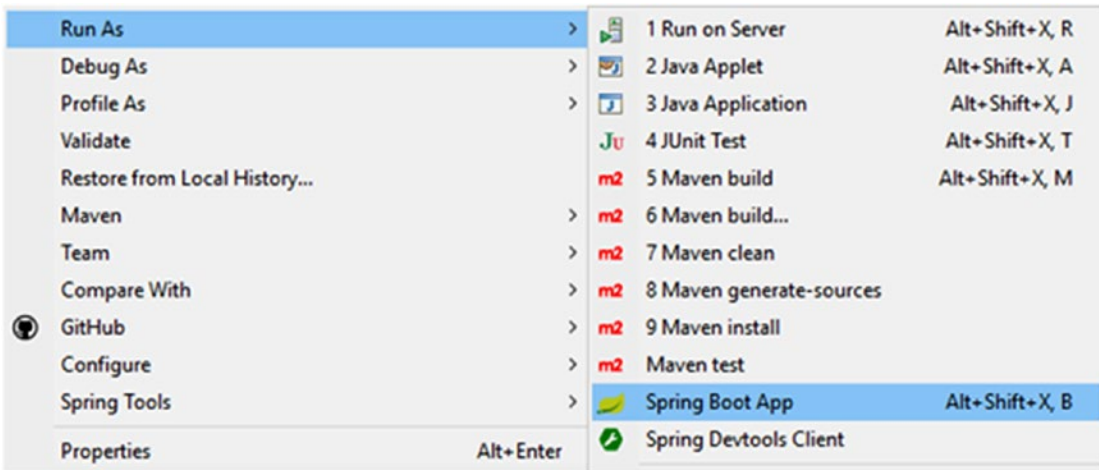 Run As >
Debug As >
Profile As >
Validate
Restore from Local History...
Maven >
Team >
Compare With >
GitHub >
Configure >
Spring Tools >
Properties Alt+Enter
1 Run on Server Alt+Shift+X, R
2 Java Applet Alt+Shift+X, A
3 Java Application Alt+Shift+X, J
JU 4 JUnit Test Alt+Shift+X, T
m2 5 Maven build Alt+Shift+X, M
m2 6 Maven build...
m2 7 Maven clean
m2 8 Maven generate-sources
m2 9 Maven install
m2 Maven test
Spring Boot App Alt+Shift+X, B
Spring Devtools Client